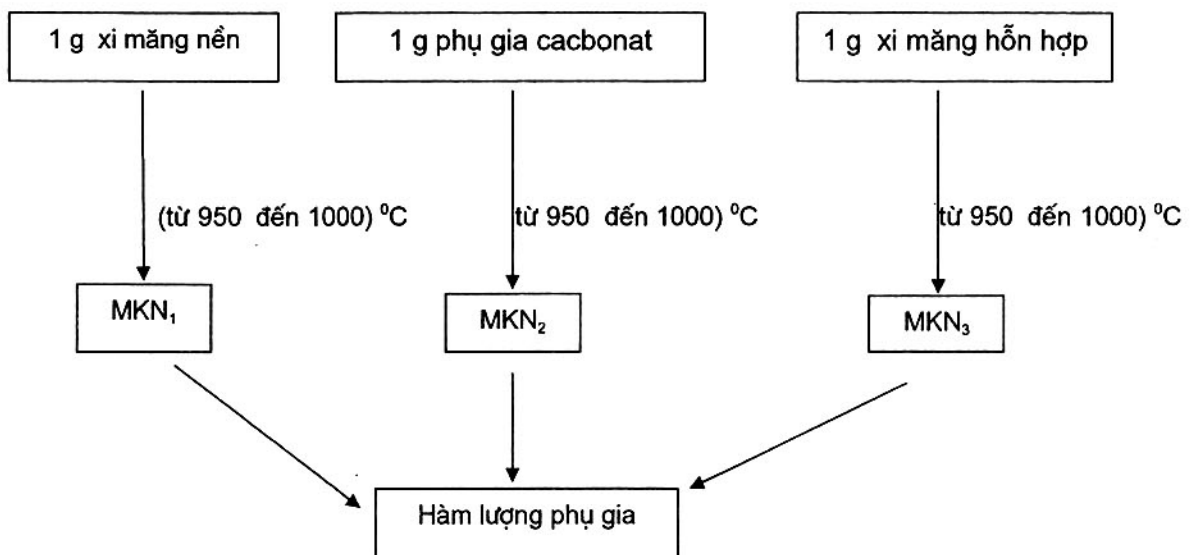 1 g xi măng nền
1 g phụ gia cacbonat
1 g xi măng hỗn hợp
(từ 950 đến 1000) ⁰C
từ 950 đến 1000) ⁰C
từ 950 đến 1000) ⁰C
MKN₁
MKN₂
MKN₃
Hàm lượng phụ gia